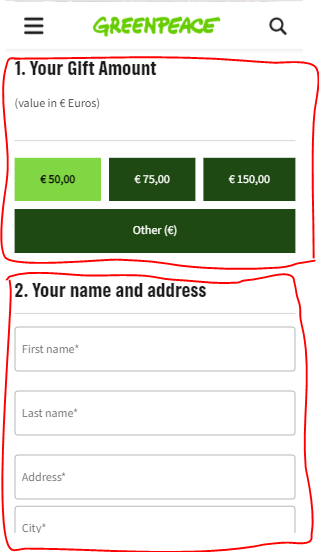 GREENPEACE
1. Your Gift Amount
(value in € Euros)
€ 50,00
€ 75,00
€ 150,00
Other (€)
2. Your name and address
First name*
Last name*
Address*
City*